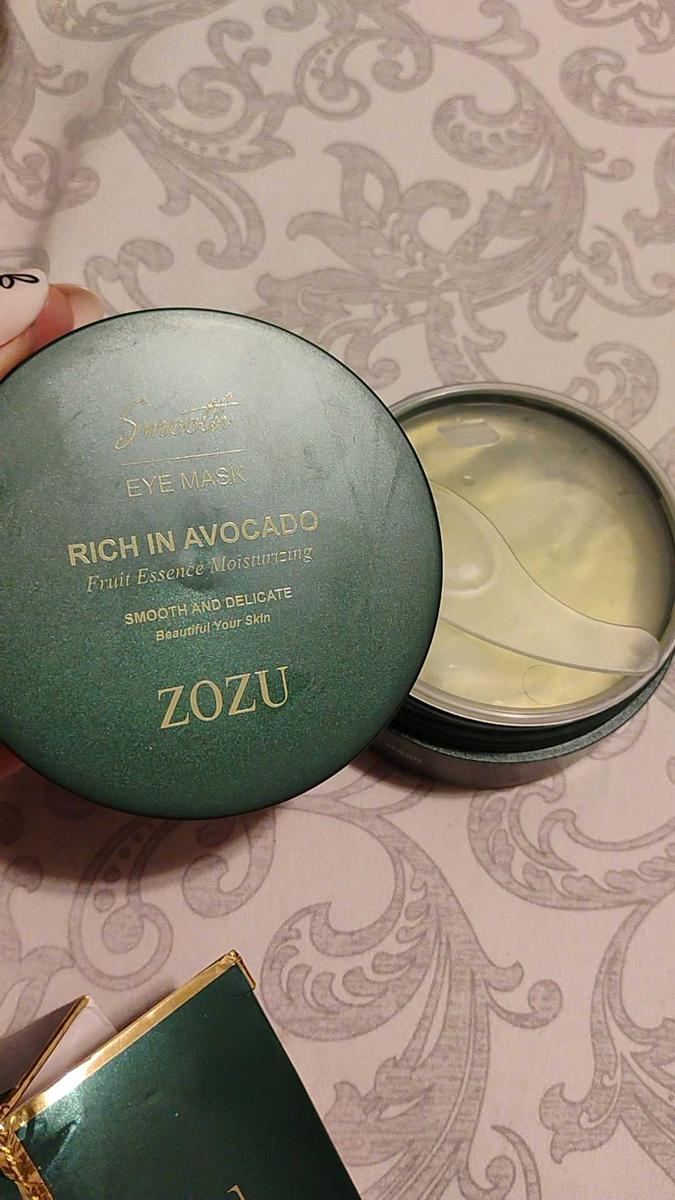 Smooth
EYE MASK
RICH IN AVOCADO
Fruit Essence Moisturizing
SMOOTH AND DELICATE
Beautiful Your Skin
ZOZU